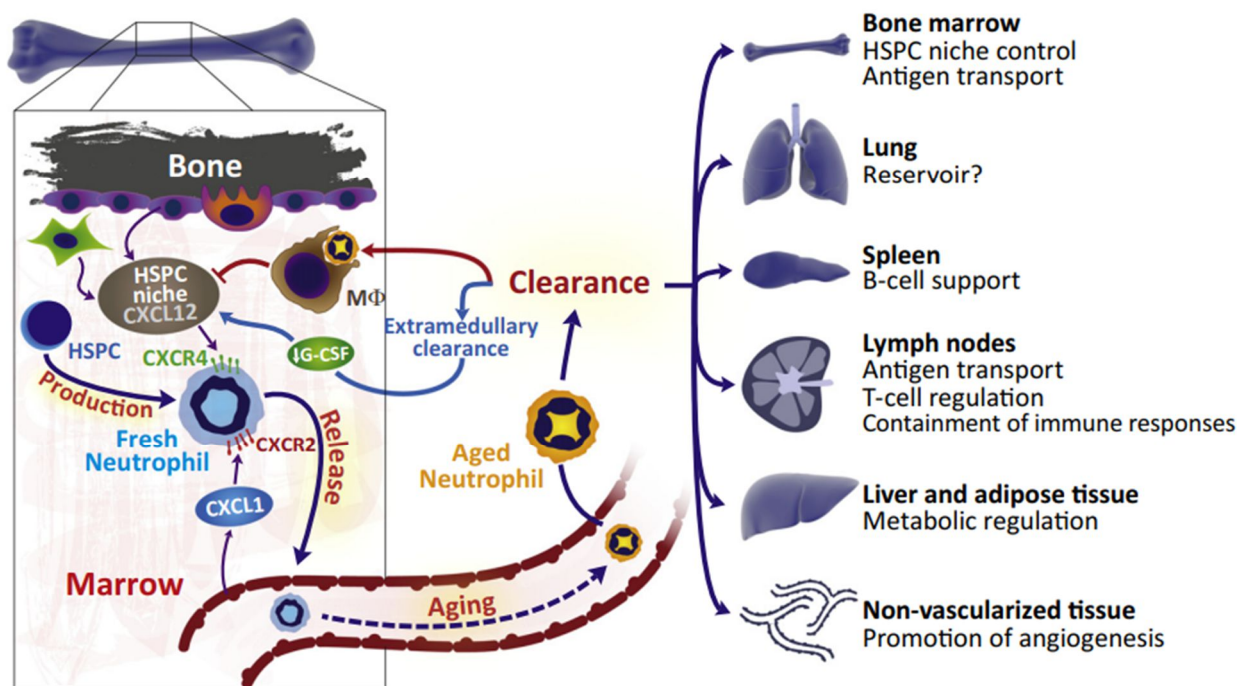 Bone
HSPC
niche
CXCL12
MΦ
HSPC
CXCR4
↓G-CSF
Production
Fresh
Neutrophil
CXCR2
Release
CXCL1
Marrow
Aging
Extramedullary
clearance
Clearance
Aged
Neutrophil
Bone marrow
HSPC niche control
Antigen transport
Lung
Reservoir?
Spleen
B-cell support
Lymph nodes
Antigen transport
T-cell regulation
Containment of immune responses
Liver and adipose tissue
Metabolic regulation
Non-vascularized tissue
Promotion of angiogenesis